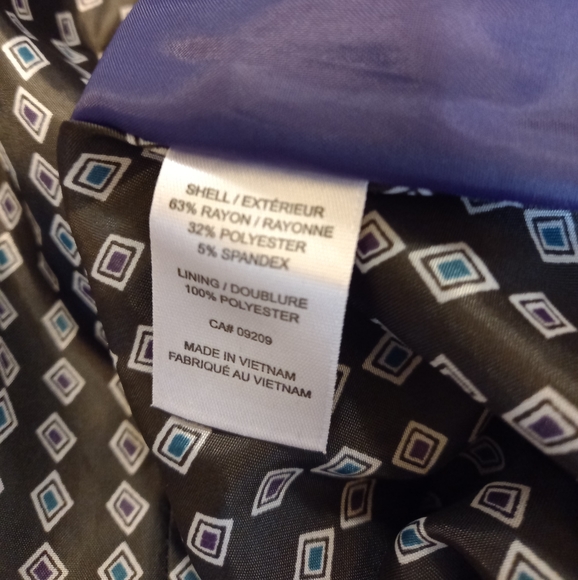 SHELL / EXTÉRIEUR
63% RAYON / RAYONNE
32% POLYESTER
5% SPANDEX
LINING / DOUBLURE
100% POLYESTER
CA# 09209
MADE IN VIETNAM
FABRIQUÉ AU VIETNAM